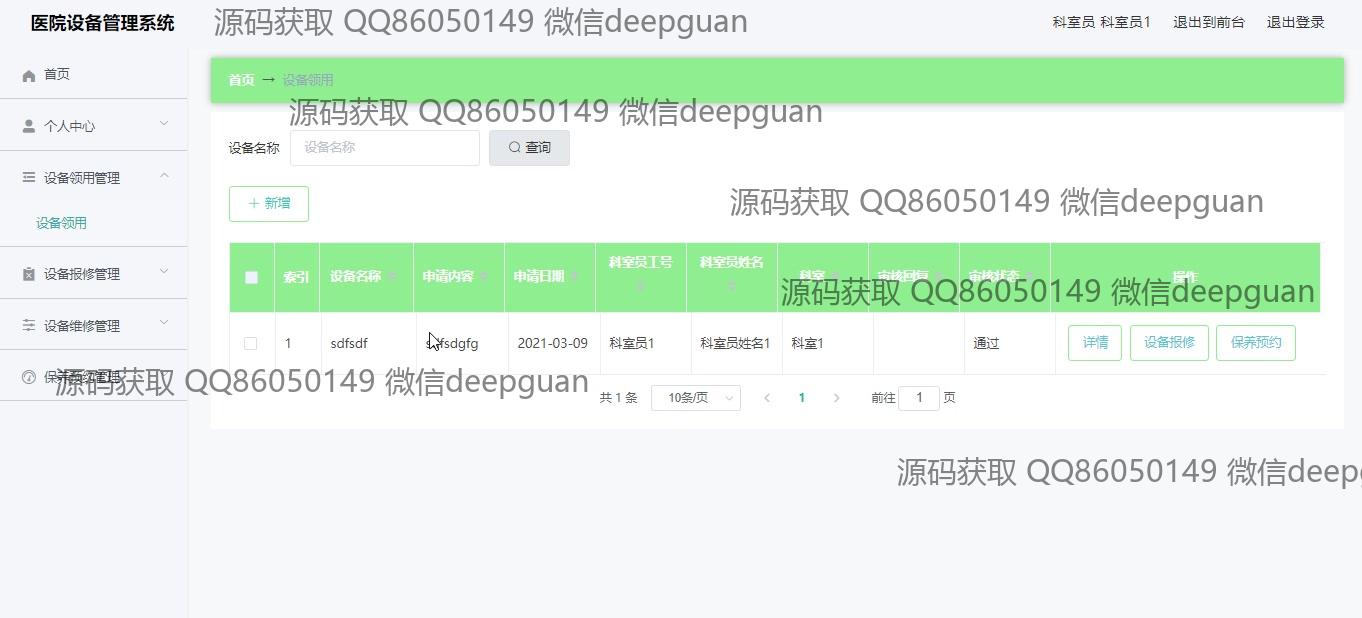 医院设备管理系统
源码获取 QQ86050149 微信deepguan
科室员 科室员1 退出到前台 退出登录
首页
个人中心
设备领用管理
设备领用
设备报修管理
设备维修管理
首页 → 设备领用
源码获取 QQ86050149 微信deepguan
设备名称 设备名称 查询
源码获取 QQ86050149 微信deepguan
+ 新增
索引 设备名称 申请内容 申请日期 科室员工号 科室员姓名 科室 审核回复 审核状态 操作
源码获取 QQ86050149 微信deepguan
1 sdfsdf 2021-03-09 科室员1 科室员姓名1 科室1 通过 详情 设备报修 保养预约
源码获取 QQ86050149 微信deepguan
共 1 条 10条/页 1 前往 1 页
源码获取 QQ86050149 微信deepg